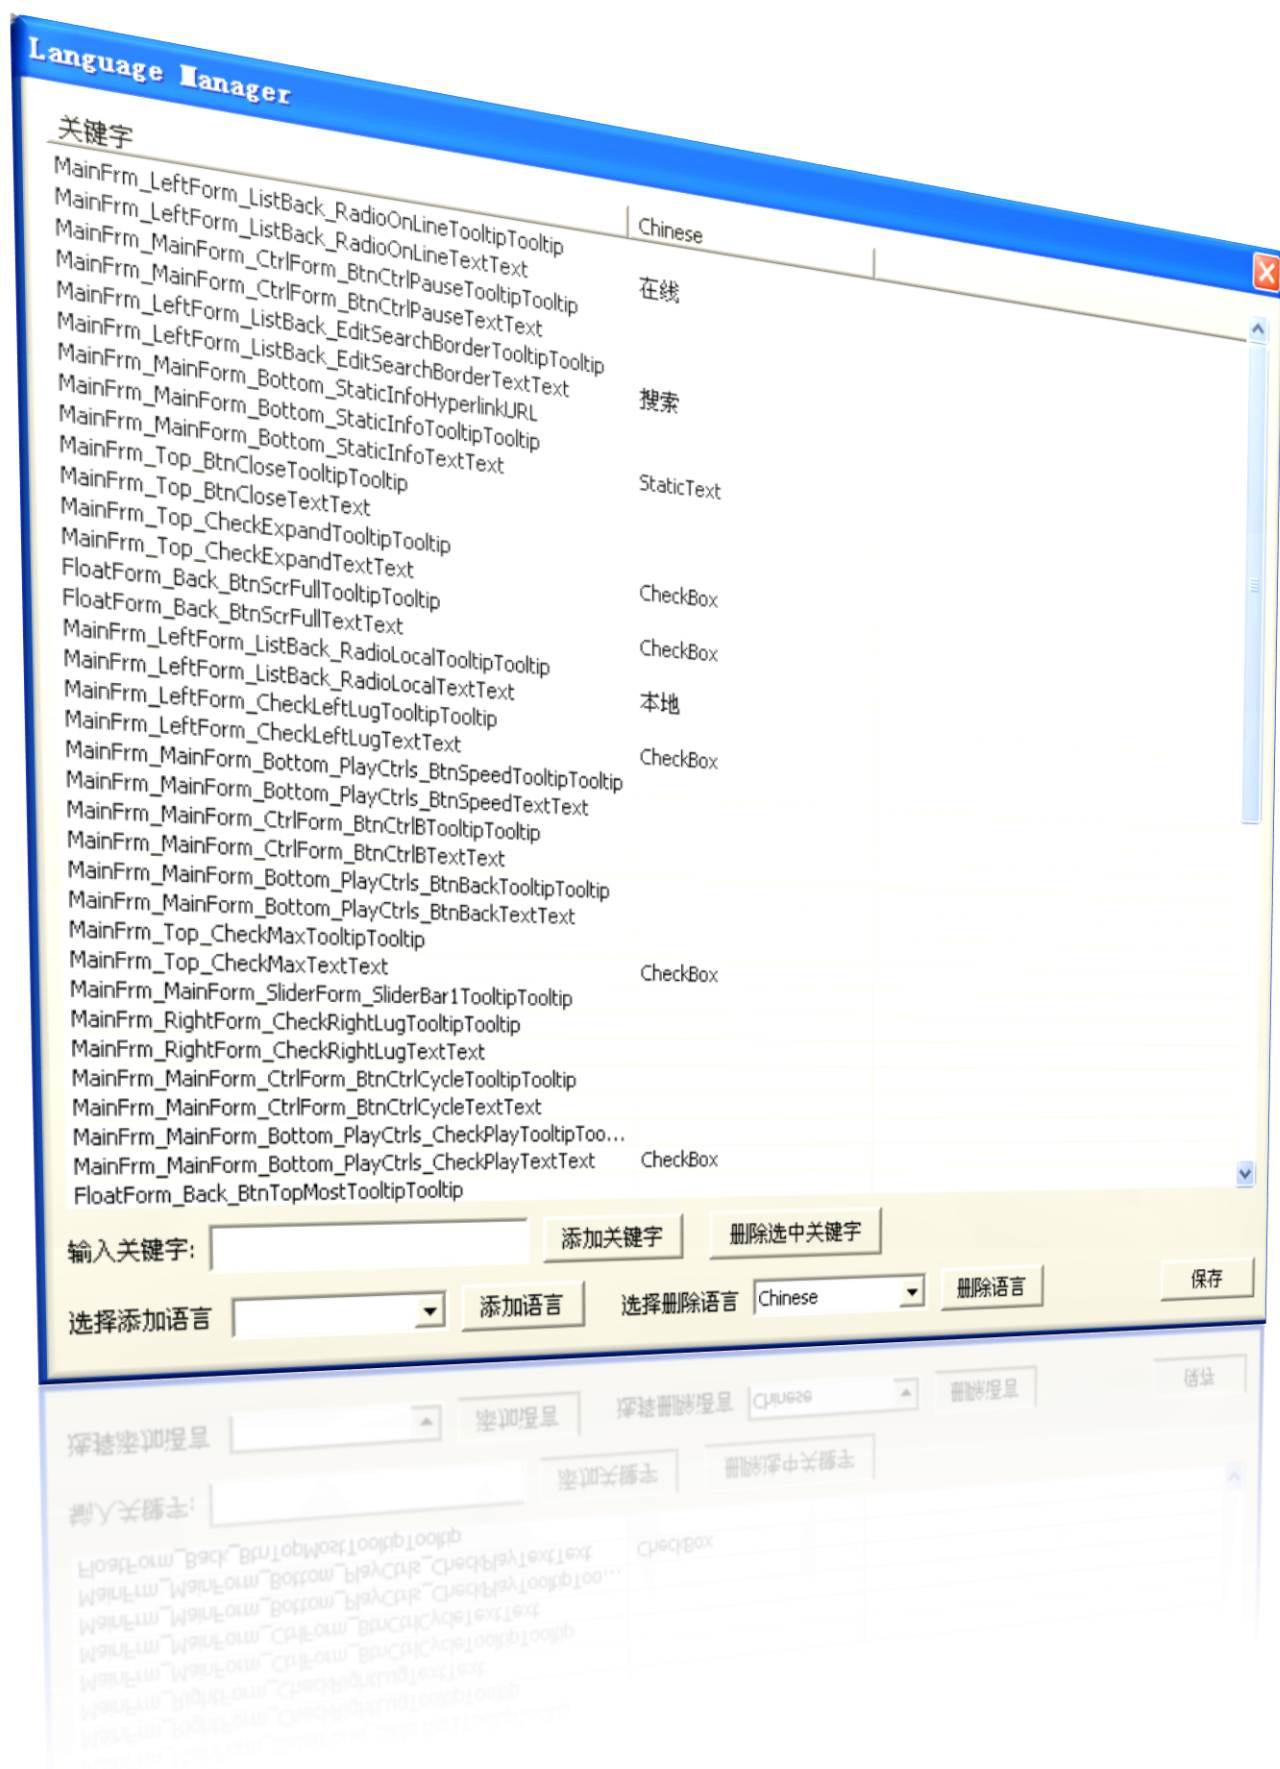 Language Manager
关键字 Chinese
MainFrm_LeftForm_ListBack_RadioOnLineTooltipTooltip
MainFrm_LeftForm_ListBack_RadioOnLineTextText 在线
MainFrm_MainForm_CtrlForm_BtnCtrlPauseTooltipTooltip
MainFrm_MainForm_CtrlForm_BtnCtrlPauseTextText
MainFrm_LeftForm_ListBack_EditSearchBorderTooltipTooltip
MainFrm_LeftForm_ListBack_EditSearchBorderTextText 搜索
MainFrm_MainForm_Bottom_StaticInfoHyperlinkURL
MainFrm_MainForm_Bottom_StaticInfoTooltipTooltip
MainFrm_MainForm_Bottom_StaticInfoTextText StaticText
MainFrm_Top_BtnCloseTooltipTooltip
MainFrm_Top_BtnCloseTextText
MainFrm_Top_CheckExpandTooltipTooltip
MainFrm_Top_CheckExpandTextText CheckBox
FloatForm_Back_BtnScrFullTooltipTooltip
FloatForm_Back_BtnScrFullTextText CheckBox
MainFrm_LeftForm_ListBack_RadioLocalTooltipTooltip
MainFrm_LeftForm_ListBack_RadioLocalTextText 本地
MainFrm_LeftForm_CheckLeftLugTooltipTooltip
MainFrm_LeftForm_CheckLeftLugTextText CheckBox
MainFrm_MainForm_Bottom_PlayCtrls_BtnSpeedTooltipTooltip
MainFrm_MainForm_Bottom_PlayCtrls_BtnSpeedTextText
MainFrm_MainForm_CtrlForm_BtnCtrlBTooltipTooltip
MainFrm_MainForm_CtrlForm_BtnCtrlBTextText
MainFrm_MainForm_Bottom_PlayCtrls_BtnBackTooltipTooltip
MainFrm_MainForm_Bottom_PlayCtrls_BtnBackTextText
MainFrm_Top_CheckMaxTooltipTooltip
MainFrm_Top_CheckMaxTextText CheckBox
MainFrm_MainForm_SliderForm_SliderBar1TooltipTooltip
MainFrm_RightForm_CheckRightLugTooltipTooltip
MainFrm_RightForm_CheckRightLugTextText
MainFrm_MainForm_CtrlForm_BtnCtrlCycleTooltipTooltip
MainFrm_MainForm_CtrlForm_BtnCtrlCycleTextText
MainFrm_MainForm_Bottom_PlayCtrls_CheckPlayTooltipToo...
MainFrm_MainForm_Bottom_PlayCtrls_CheckPlayTextText CheckBox
FloatForm_Back_BtnTopMostTooltipTooltip
输入关键字: 添加关键字 删除选中关键字
选择添加语言 添加语言 选择删除语言 Chinese 删除语言 保存